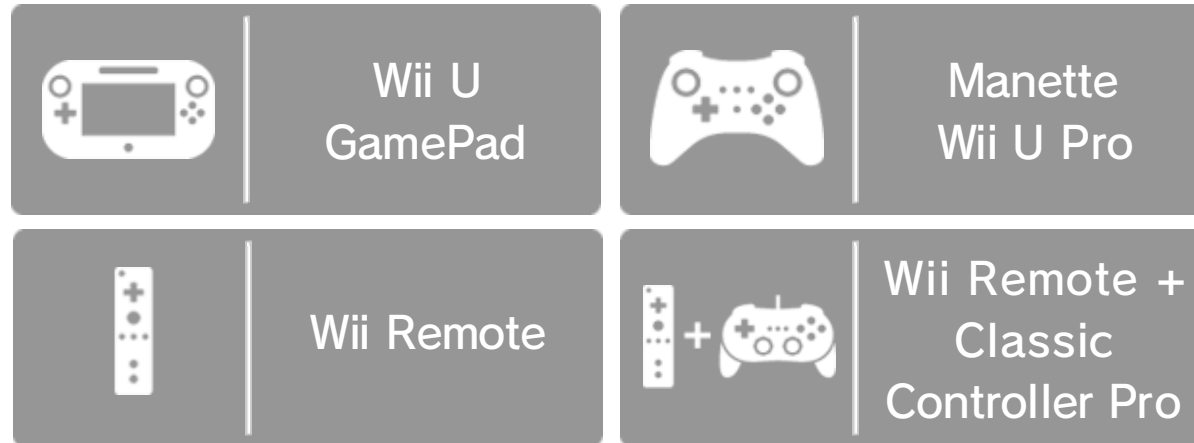 Wii U
GamePad
Manette
Wii U Pro
Wii Remote
Wii Remote +
Classic
Controller Pro